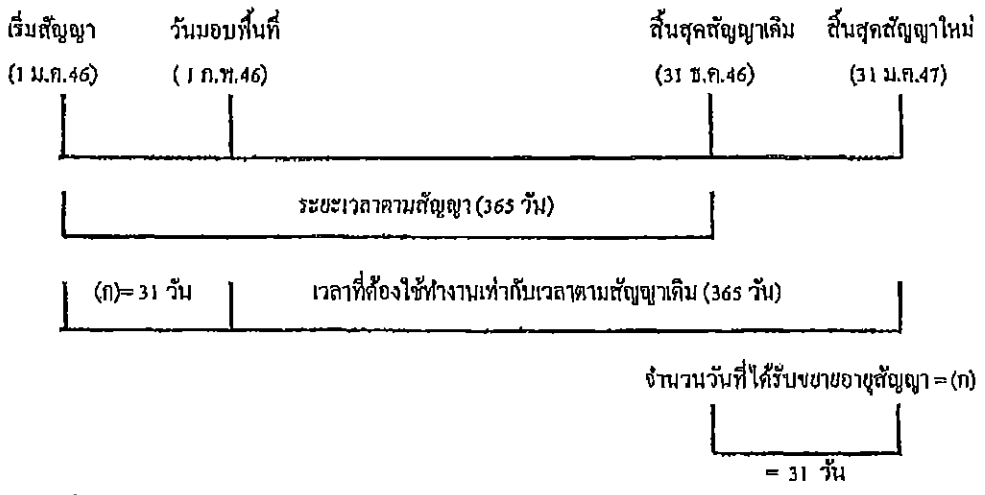 เริ่มสัญญา วันมอบพื้นที่ สิ้นสุดสัญญาเดิม สิ้นสุดสัญญาใหม่
(1 ม.ค.46) (1 ก.พ.46) (31 ธ.ค.46) (31 ม.ค.47)
ระยะเวลาตามสัญญา (365 วัน)
(ก)= 31 วัน เวลาที่ต้องใช้ทำงานเท่ากับเวลาตามสัญญาเดิม (365 วัน)
จำนวนวันที่ได้รับขยายอายุสัญญา = (ก)
= 31 วัน